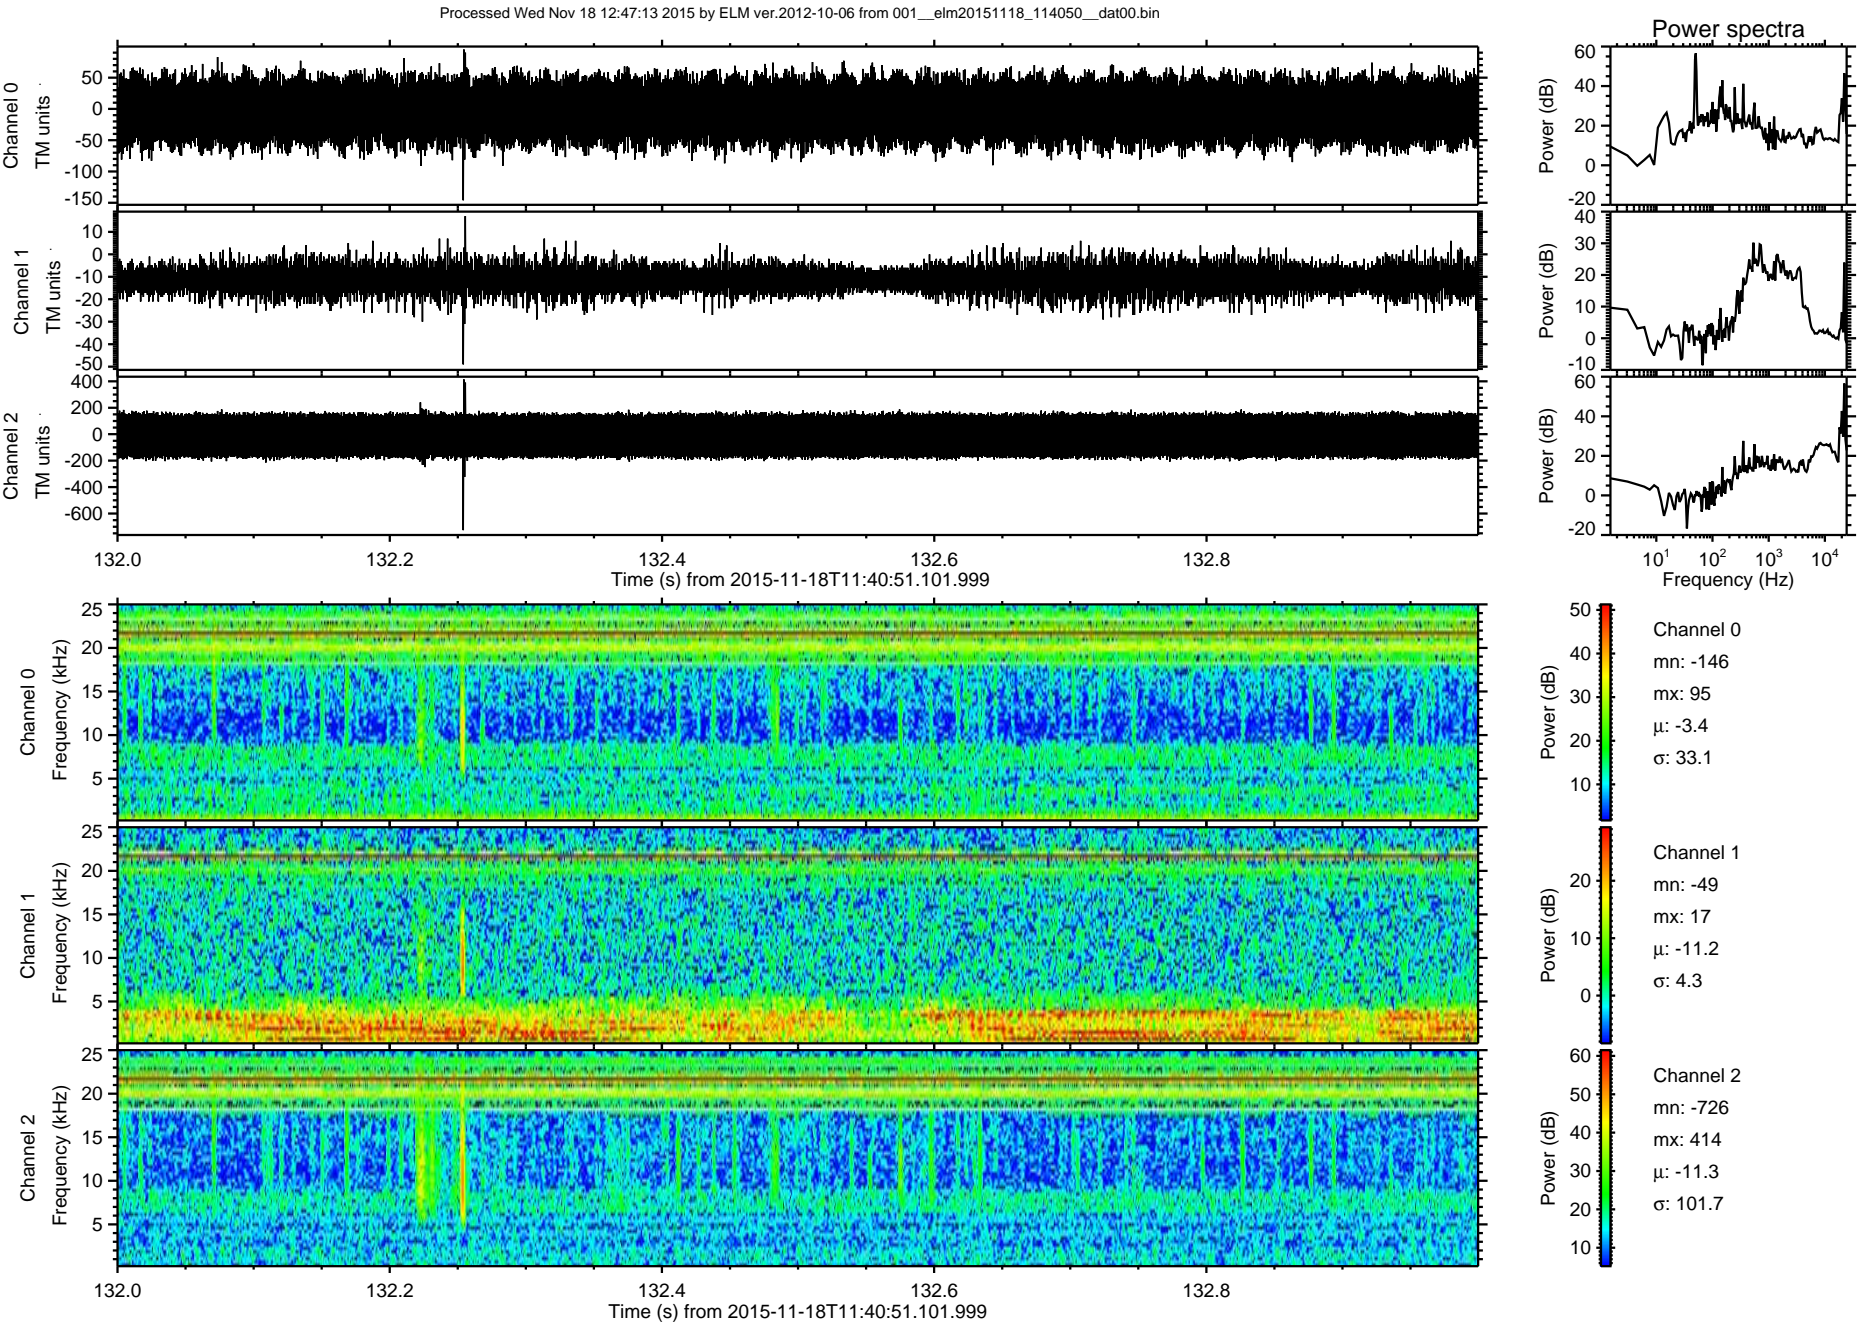 Processed Wed Nov 18 12:47:13 2015 by ELM ver.2012-10-06 from 001__elm20151118_114050__dat00.bin
Power spectra
Channel 0
TM units
50
0
-50
-100
-150
Power (dB)
60
40
20
0
-20
Channel 1
TM units
10
0
-10
-20
-30
-40
-50
Power (dB)
40
30
20
10
0
-10
Channel 2
TM units
400
200
0
-200
-400
-600
Power (dB)
60
40
20
0
-20
132.0 132.2 132.4 132.6 132.8
Time (s) from 2015-11-18T11:40:51.101.999
10^1 10^2 10^3 10^4
Frequency (Hz)
Channel 0
Frequency (kHz)
25
20
15
10
5
Power (dB)
50
40
30
20
10
Channel 0
mn: -146
mx: 95
μ: -3.4
σ: 33.1
Channel 1
Frequency (kHz)
25
20
15
10
5
Power (dB)
20
10
0
Channel 1
mn: -49
mx: 17
μ: -11.2
σ: 4.3
Channel 2
Frequency (kHz)
25
20
15
10
5
Power (dB)
60
50
40
30
20
10
Channel 2
mn: -726
mx: 414
μ: -11.3
σ: 101.7
132.0 132.2 132.4 132.6 132.8
Time (s) from 2015-11-18T11:40:51.101.999